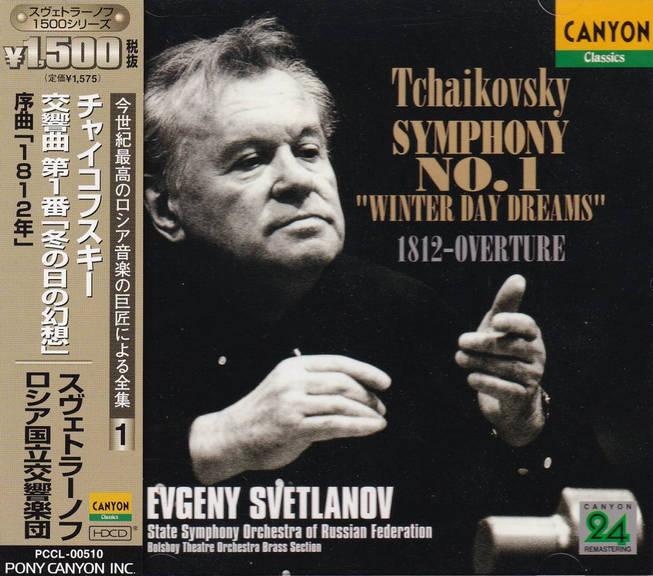 スヴェトラーノフ
1500シリーズ
¥1,500 税抜
(定価¥1,575)
今世紀最高のロシア音楽の巨匠による全集 1
チャイコフスキー
交響曲 第1番「冬の日の幻想」
序曲「1812年」
スヴェトラーノフ
ロシア国立交響楽団
CANYON
Classics
HDCD
PCCL-00510
PONY CANYON INC.
CANYON
Classics
Tchaikovsky
SYMPHONY
NO.1
"WINTER DAY DREAMS"
1812-OVERTURE
EVGENY SVETLANOV
State Symphony Orchestra of Russian Federation
Bolshoy Theatre Orchestra Brass Section
CANYON
24
REMASTERING